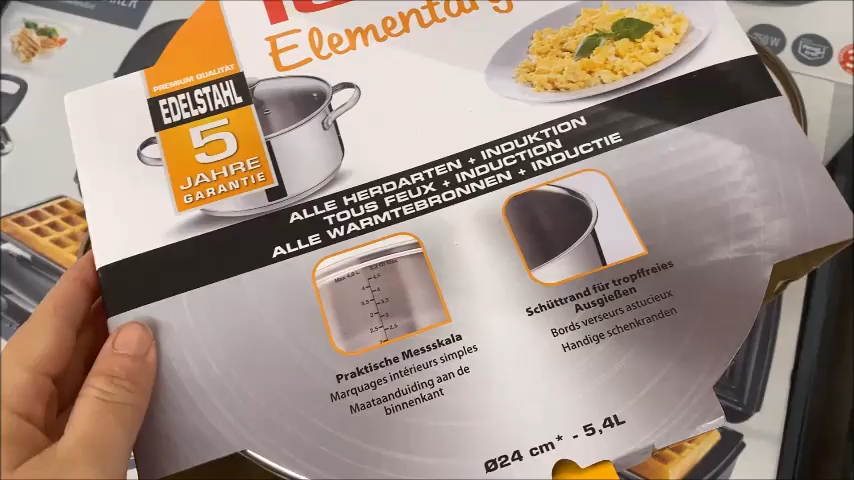 Elementary
PREMIUM QUALITÄT
EDELSTAHL
5
JAHRE
GARANTIE
ALLE HERDARTEN + INDUKTION
TOUS FEUX + INDUCTION
ALLE WARMTEBRONNEN + INDUCTIE
Praktische Messskala
Marquages intérieurs simples
Maataanduiding aan de
binnenkant
Schüttrand für tropffreies
Ausgießen
Bords verseurs astucieux
Handige schenkranden
Ø24 cm* - 5,4L